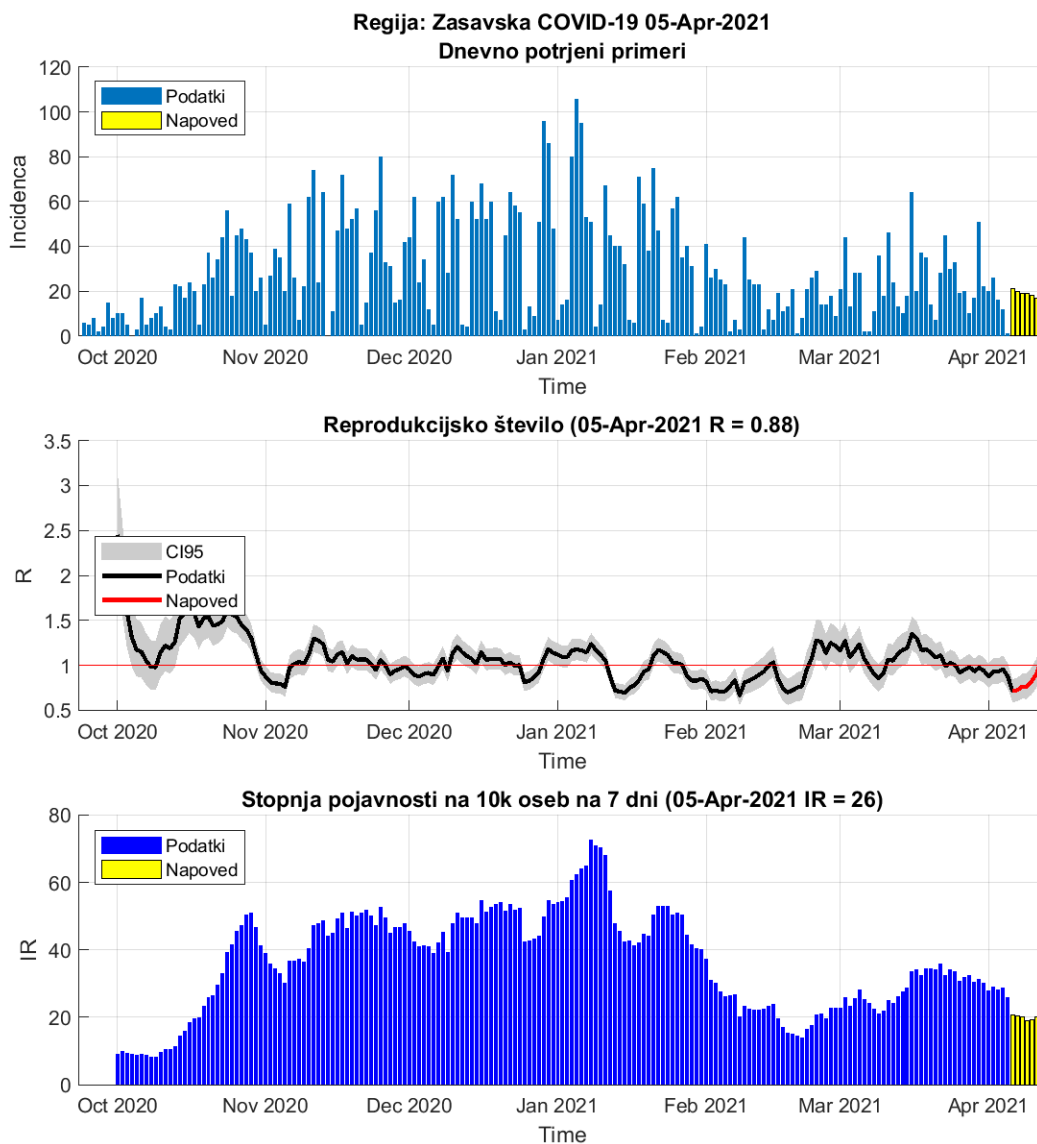 Regija: Zasavska COVID-19 05-Apr-2021
Dnevno potrjeni primeri
120
100
80
60
40
20
0
Incidenca
Podatki
Napoved
Oct 2020 Nov 2020 Dec 2020 Jan 2021 Feb 2021 Mar 2021 Apr 2021
Time
Reprodukcijsko število (05-Apr-2021 R = 0.88)
3.5
3
2.5
2
1.5
1
0.5
R
CI95
Podatki
Napoved
Oct 2020 Nov 2020 Dec 2020 Jan 2021 Feb 2021 Mar 2021 Apr 2021
Time
Stopnja pojavnosti na 10k oseb na 7 dni (05-Apr-2021 IR = 26)
80
60
40
20
0
IR
Podatki
Napoved
Oct 2020 Nov 2020 Dec 2020 Jan 2021 Feb 2021 Mar 2021 Apr 2021
Time